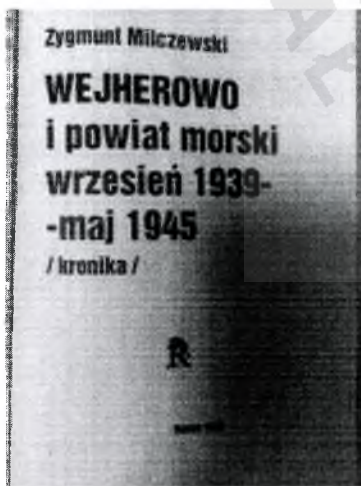 Zygmunt Milczewski
WEJHEROWO
i powiat morski
wrzesień 1939-
-maj 1945
/ kronika /
R